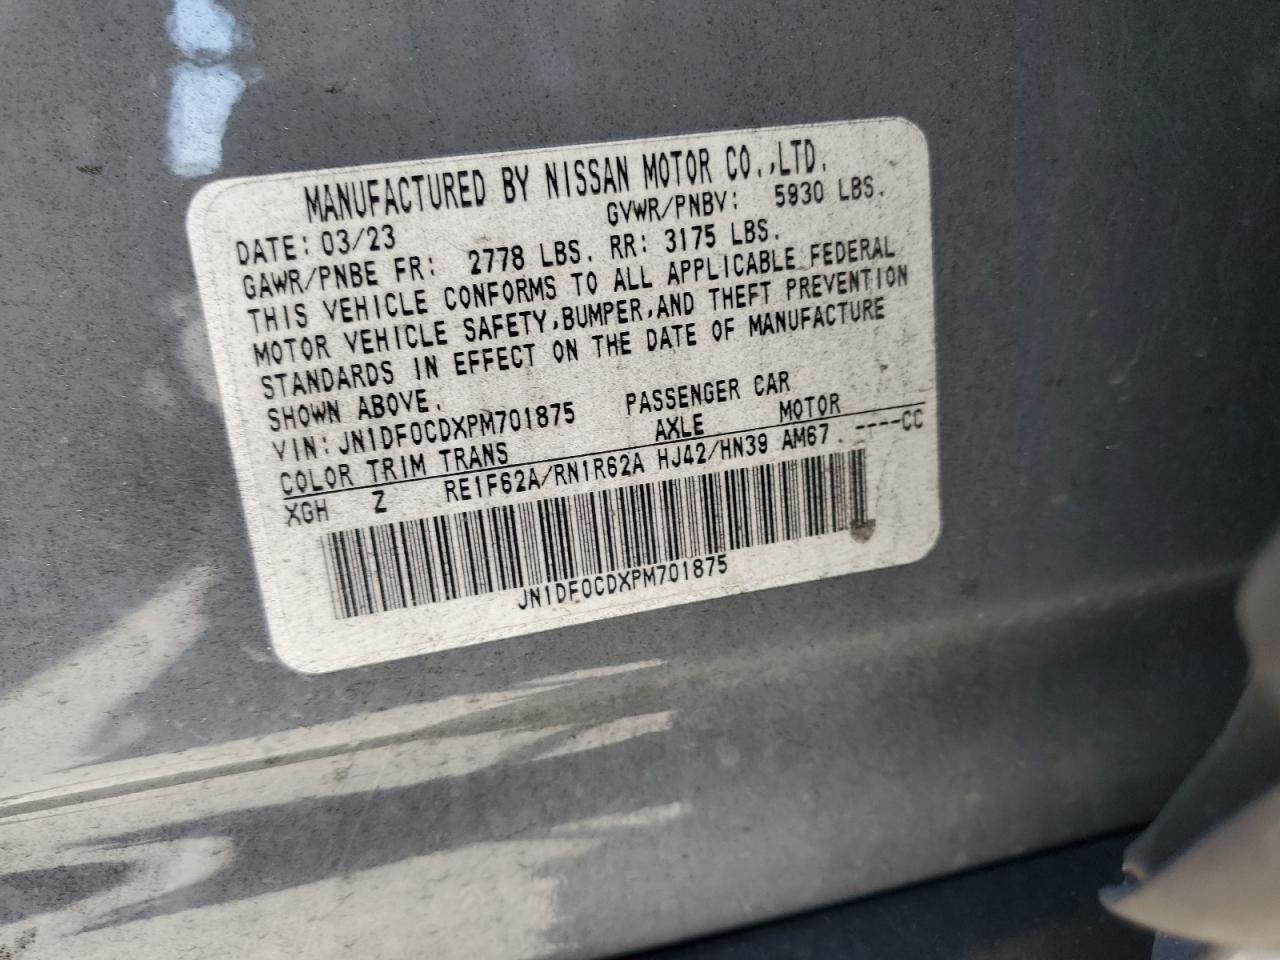 MANUFACTURED BY NISSAN MOTOR CO.,LTD.
DATE: 03/23 GVWR/PNBV: 5930 LBS.
GAWR/PNBE FR: 2778 LBS. RR: 3175 LBS.
THIS VEHICLE CONFORMS TO ALL APPLICABLE FEDERAL
MOTOR VEHICLE SAFETY,BUMPER,AND THEFT PREVENTION
STANDARDS IN EFFECT ON THE DATE OF MANUFACTURE
SHOWN ABOVE.
VIN: JN1DF0CDXPM701875 PASSENGER CAR
COLOR TRIM TRANS AXLE MOTOR
XGH Z RE1F62A/RN1R62A HJ42/HN39 AM67 . ----CC
JN1DF0CDXPM701875